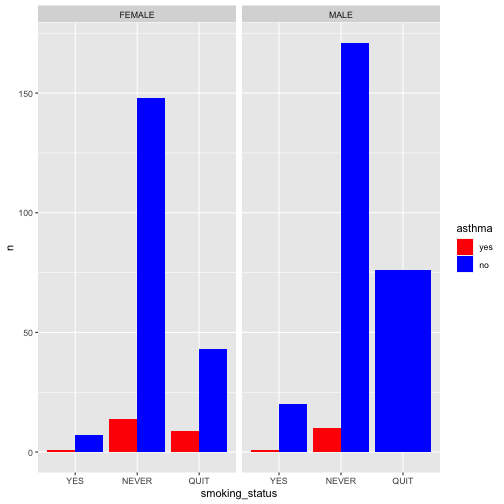 FEMALE
MALE
150
100
50
0
n
YES
NEVER
QUIT
YES
NEVER
QUIT
smoking_status
asthma
yes
no